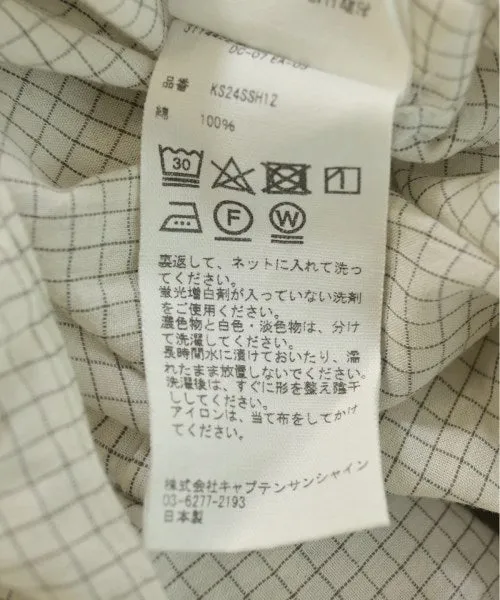 品番 KS24SSH12
綿 100%
30
F W
裏返して、ネットに入れて洗っ
てください。
蛍光増白剤が入っていない洗剤
をご使用ください。
濃色物と白色・淡色物は、分け
て洗濯してください。
長時間水に漬けておいたり、濡
れたまま放置しないでください。
洗濯後は、すぐに形を整え陰干
ししてください。
アイロンは、当て布をしてかけ
てください。
株式会社キャプテンサンシャイン
03-6277-2193
日本製